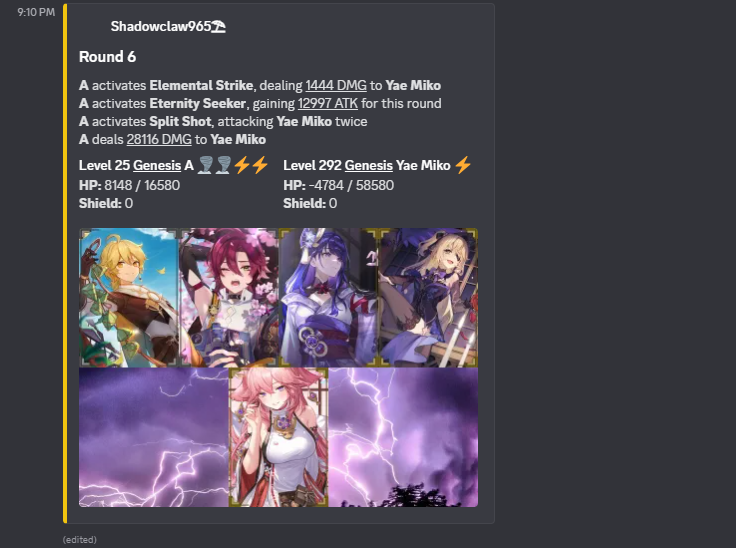 9:10 PM
Shadowclaw965
Round 6
A activates Elemental Strike, dealing 1444 DMG to Yae Miko
A activates Eternity Seeker, gaining 12997 ATK for this round
A activates Split Shot, attacking Yae Miko twice
A deals 28116 DMG to Yae Miko
Level 25 Genesis A
HP: 8148 / 16580
Shield: 0
Level 292 Genesis Yae Miko
HP: -4784 / 58580
Shield: 0
(edited)